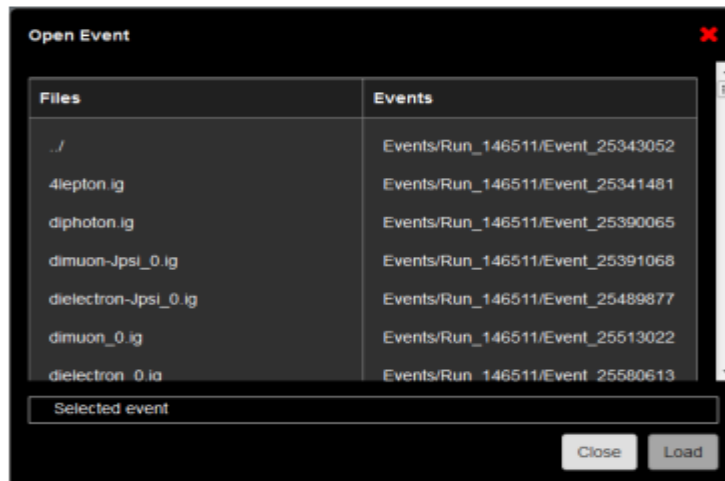 Open Event
Files Events
../ Events/Run_146511/Event_25343052
4lepton.ig Events/Run_146511/Event_25341481
diphoton.ig Events/Run_146511/Event_25390065
dimuon-Jpsi_0.ig Events/Run_146511/Event_25391068
dielectron-Jpsi_0.ig Events/Run_146511/Event_25489877
dimuon_0.ig Events/Run_146511/Event_25513022
dielectron_0.ig Events/Run_146511/Event_25580613
Selected event
Close Load